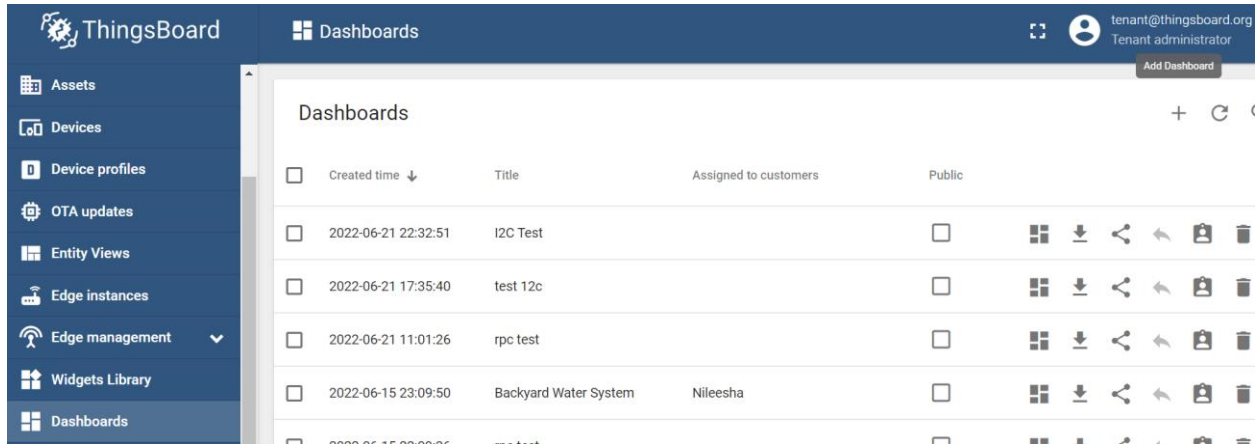 ThingsBoard
Dashboards
tenant@thingsboard.org
Tenant administrator
Add Dashboard
Assets
Devices
Device profiles
OTA updates
Entity Views
Edge instances
Edge management
Widgets Library
Dashboards
Dashboards
Created time Title Assigned to customers Public
2022-06-21 22:32:51 I2C Test
2022-06-21 17:35:40 test 12c
2022-06-21 11:01:26 rpc test
2022-06-15 23:09:50 Backyard Water System Nileesha